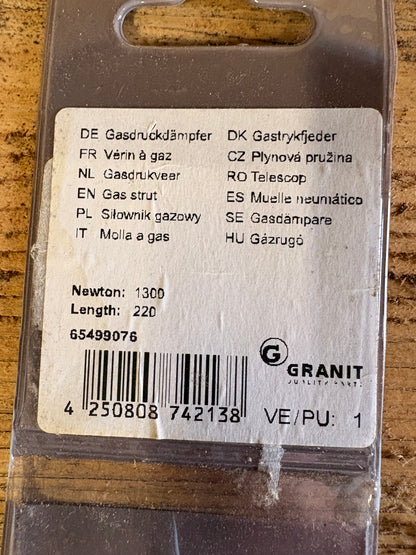 DE Gasdruckdämpfer
FR Vérin à gaz
NL Gasdrukveer
EN Gas strut
PL Siłownik gazowy
IT Molla a gas
DK Gastrykfjeder
CZ Plynová pružina
RO Telescop
ES Muelle neumático
SE Gasdämpare
HU Gázrugó
Newton: 1300
Length: 220
65499076
G
GRANIT
QUALITY PARTS
4 250808 742138
VE/PU: 1